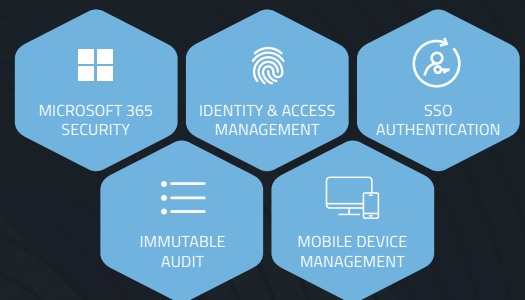 MICROSOFT 365
SECURITY
IDENTITY & ACCESS
MANAGEMENT
SSO
AUTHENTICATION
IMMUTABLE
AUDIT
MOBILE DEVICE
MANAGEMENT